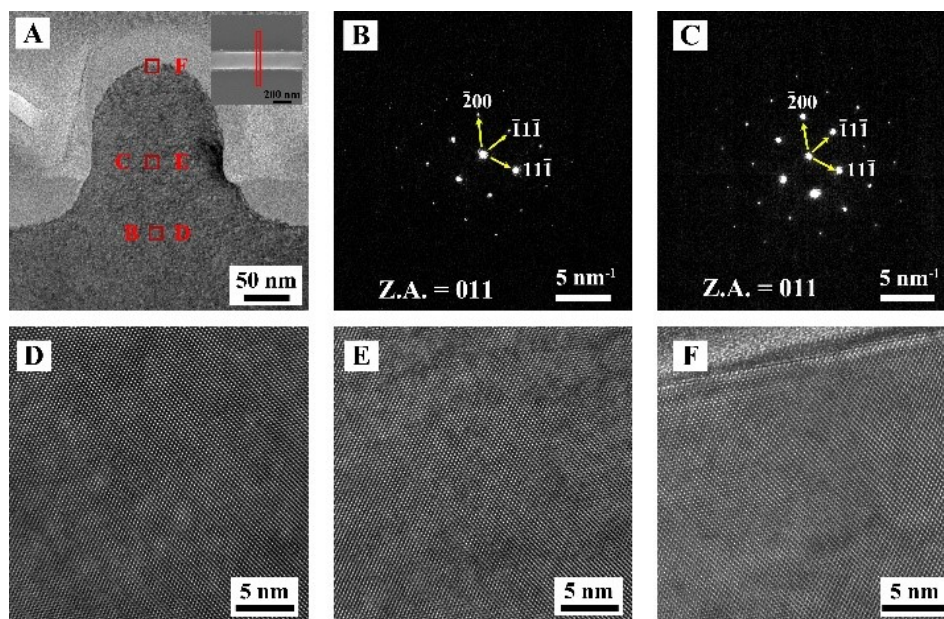 A
F
200 nm
C E
B D
50 nm
B
2̄00
1̄11̄
111̄
Z.A. = 011
5 nm⁻¹
C
2̄00
1̄11̄
111̄
Z.A. = 011
5 nm⁻¹
D
5 nm
E
5 nm
F
5 nm